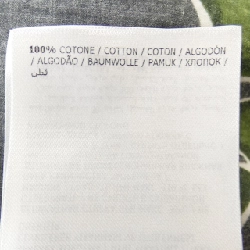 100% COTONE / COTTON / COTON / ALGODÓN
/ ALGODÃO / BAUMWOLLE / PAMUK / ХЛОПОК /
قطن